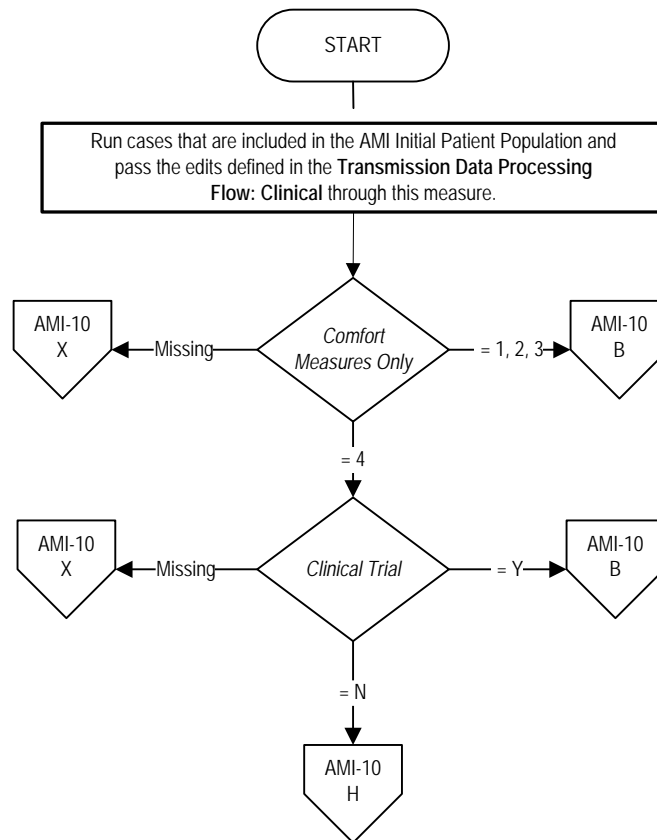 START
Run cases that are included in the AMI Initial Patient Population and
pass the edits defined in the Transmission Data Processing
Flow: Clinical through this measure.
AMI-10
X
Missing
Comfort
Measures Only
= 1, 2, 3
AMI-10
B
= 4
AMI-10
X
Missing
Clinical Trial
= Y
AMI-10
B
= N
AMI-10
H